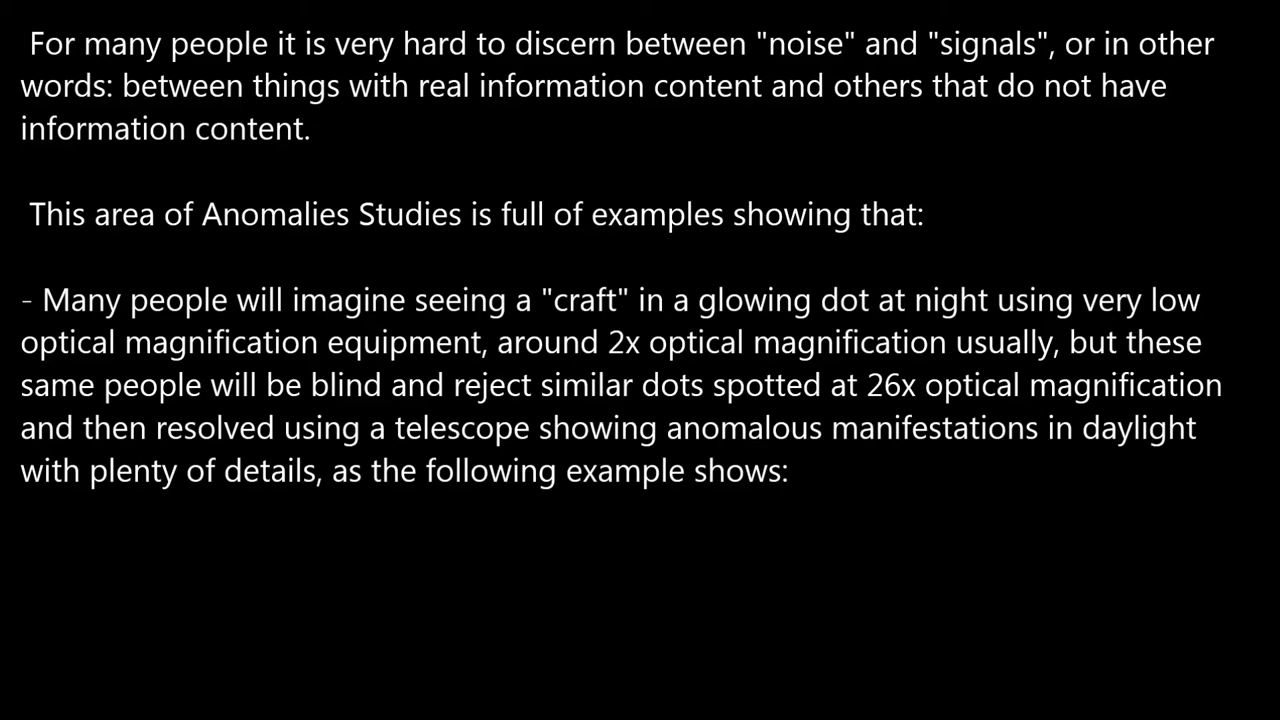 For many people it is very hard to discern between "noise" and "signals", or in other
words: between things with real information content and others that do not have
information content.
This area of Anomalies Studies is full of examples showing that:
- Many people will imagine seeing a "craft" in a glowing dot at night using very low
optical magnification equipment, around 2x optical magnification usually, but these
same people will be blind and reject similar dots spotted at 26x optical magnification
and then resolved using a telescope showing anomalous manifestations in daylight
with plenty of details, as the following example shows: